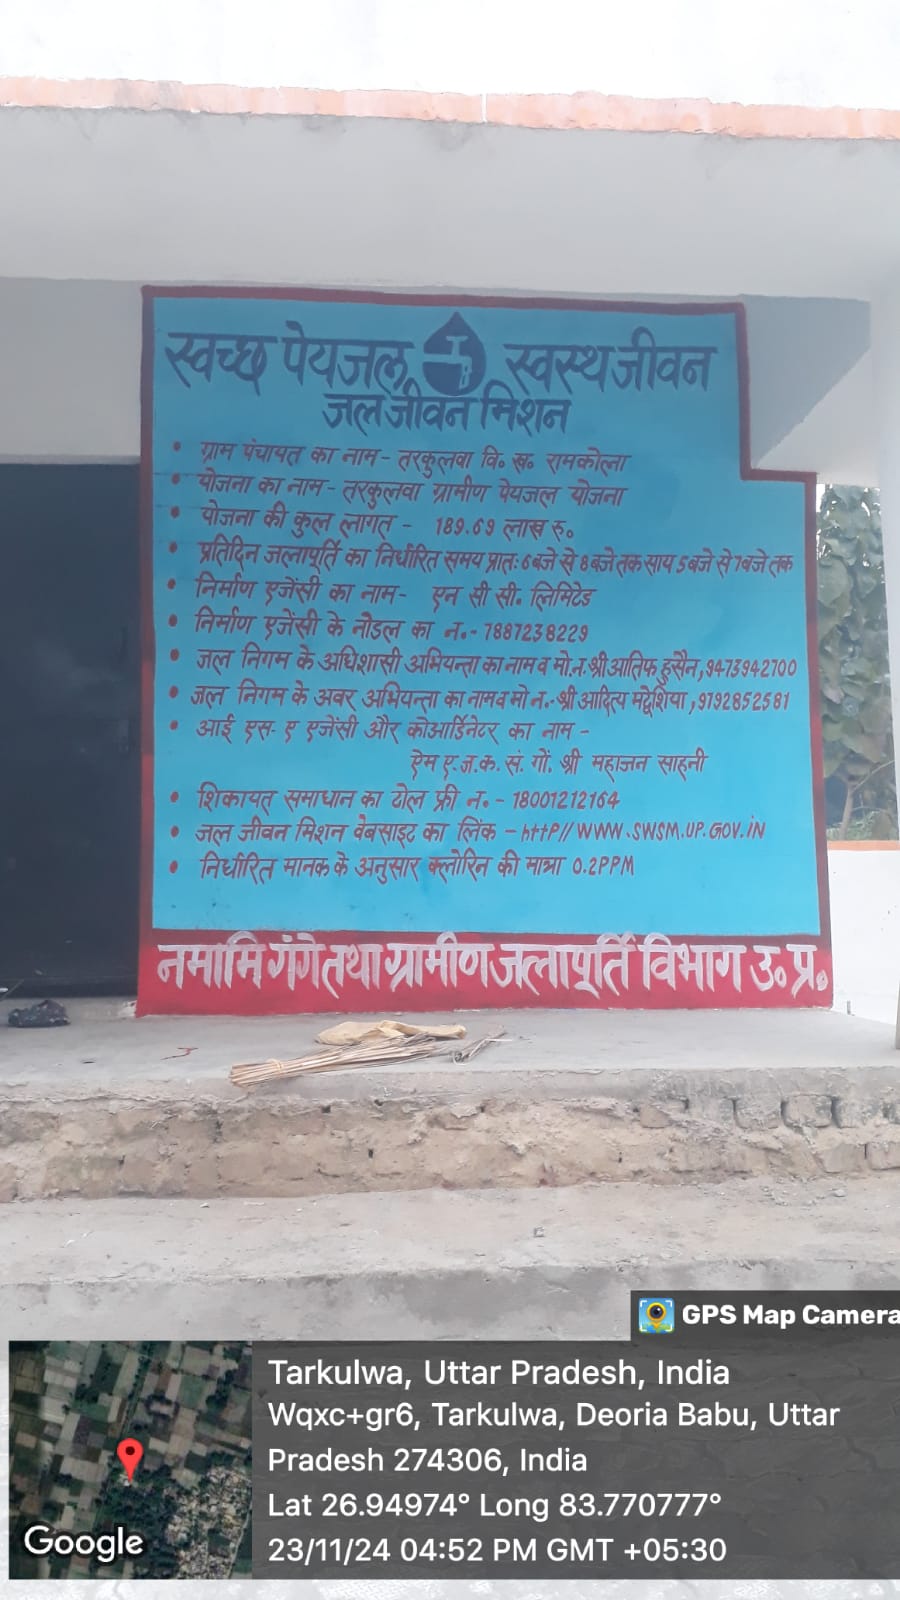 स्वच्छ पेयजल स्वस्थ जीवन
जल जीवन मिशन
• ग्राम पंचायत का नाम - तरकुलवा वि० ख० रामकोला
• योजना का नाम - तरकुलवा ग्रामीण पेयजल योजना
• योजना की कुल लागत - 189.69 लाख रु०
• प्रतिदिन जलापूर्ति का निर्धारित समय प्रातः 6 बजे से 8 बजे तक साय 5 बजे से 7 बजे तक
• निर्माण एजेंसी का नाम - एन सी सी० लिमिटेड
• निर्माण एजेंसी के नोडल का न० - 7887238229
• जल निगम के अधिशासी अभियन्ता का नाम व मो.न. श्री आतिफ हुसैन, 9473942700
• जल निगम के अवर अभियन्ता का नाम व मो न.- श्री आदित्य मद्देशिया, 9192852581
• आई एस- ए एजेंसी और कोआर्डिनेटर का नाम -
ऐम ए.ज.क. सं. गों. श्री महाजन साहनी
• शिकायत समाधान का टोल फ्री न. - 18001212164
• जल जीवन मिशन वेबसाइट का लिंक - httP//WWW.SWSM.UP.GOV.iN
• निर्धारित मानक के अनुसार क्लोरिन की मात्रा 0.2PPM
नमामि गंगे तथा ग्रामीण जलापूर्ति विभाग उ० प्र०
GPS Map Camera
Tarkulwa, Uttar Pradesh, India
Wqxc+gr6, Tarkulwa, Deoria Babu, Uttar
Pradesh 274306, India
Lat 26.94974° Long 83.770777°
23/11/24 04:52 PM GMT +05:30
Google